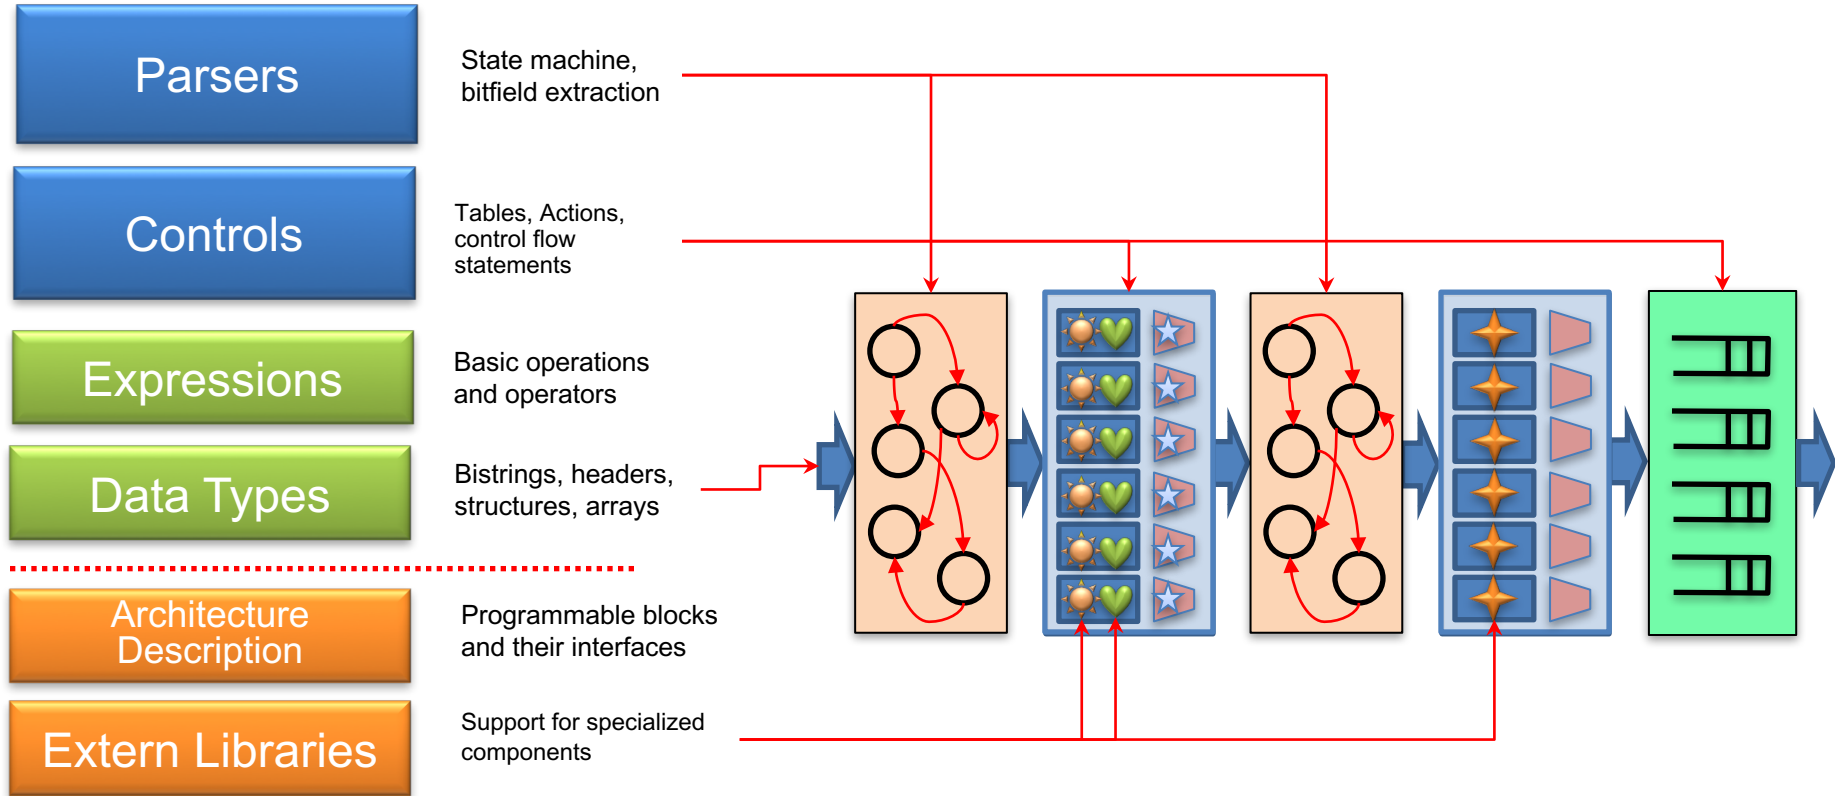 Parsers
State machine,
bitfield extraction
Controls
Tables, Actions,
control flow
statements
Expressions
Basic operations
and operators
Data Types
Bistrings, headers,
structures, arrays
Architecture
Description
Programmable blocks
and their interfaces
Extern Libraries
Support for specialized
components